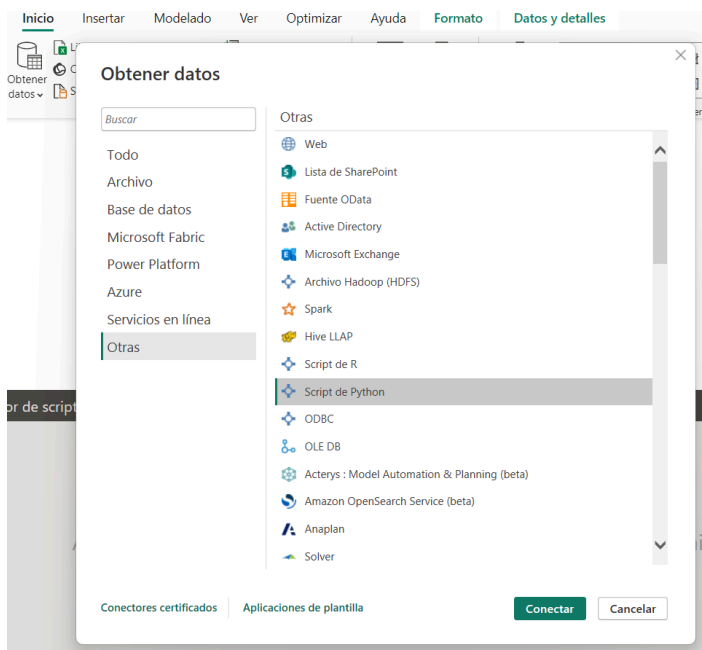 Inicio Insertar Modelado Ver Optimizar Ayuda Formato Datos y detalles
Obtener
datos
Obtener datos
Buscar
Todo
Archivo
Base de datos
Microsoft Fabric
Power Platform
Azure
Servicios en línea
Otras
Otras
Web
Lista de SharePoint
Fuente OData
Active Directory
Microsoft Exchange
Archivo Hadoop (HDFS)
Spark
Hive LLAP
Script de R
Script de Python
ODBC
OLE DB
Acterys : Model Automation & Planning (beta)
Amazon OpenSearch Service (beta)
Anaplan
Solver
or de script
Conectores certificados Aplicaciones de plantilla Conectar Cancelar